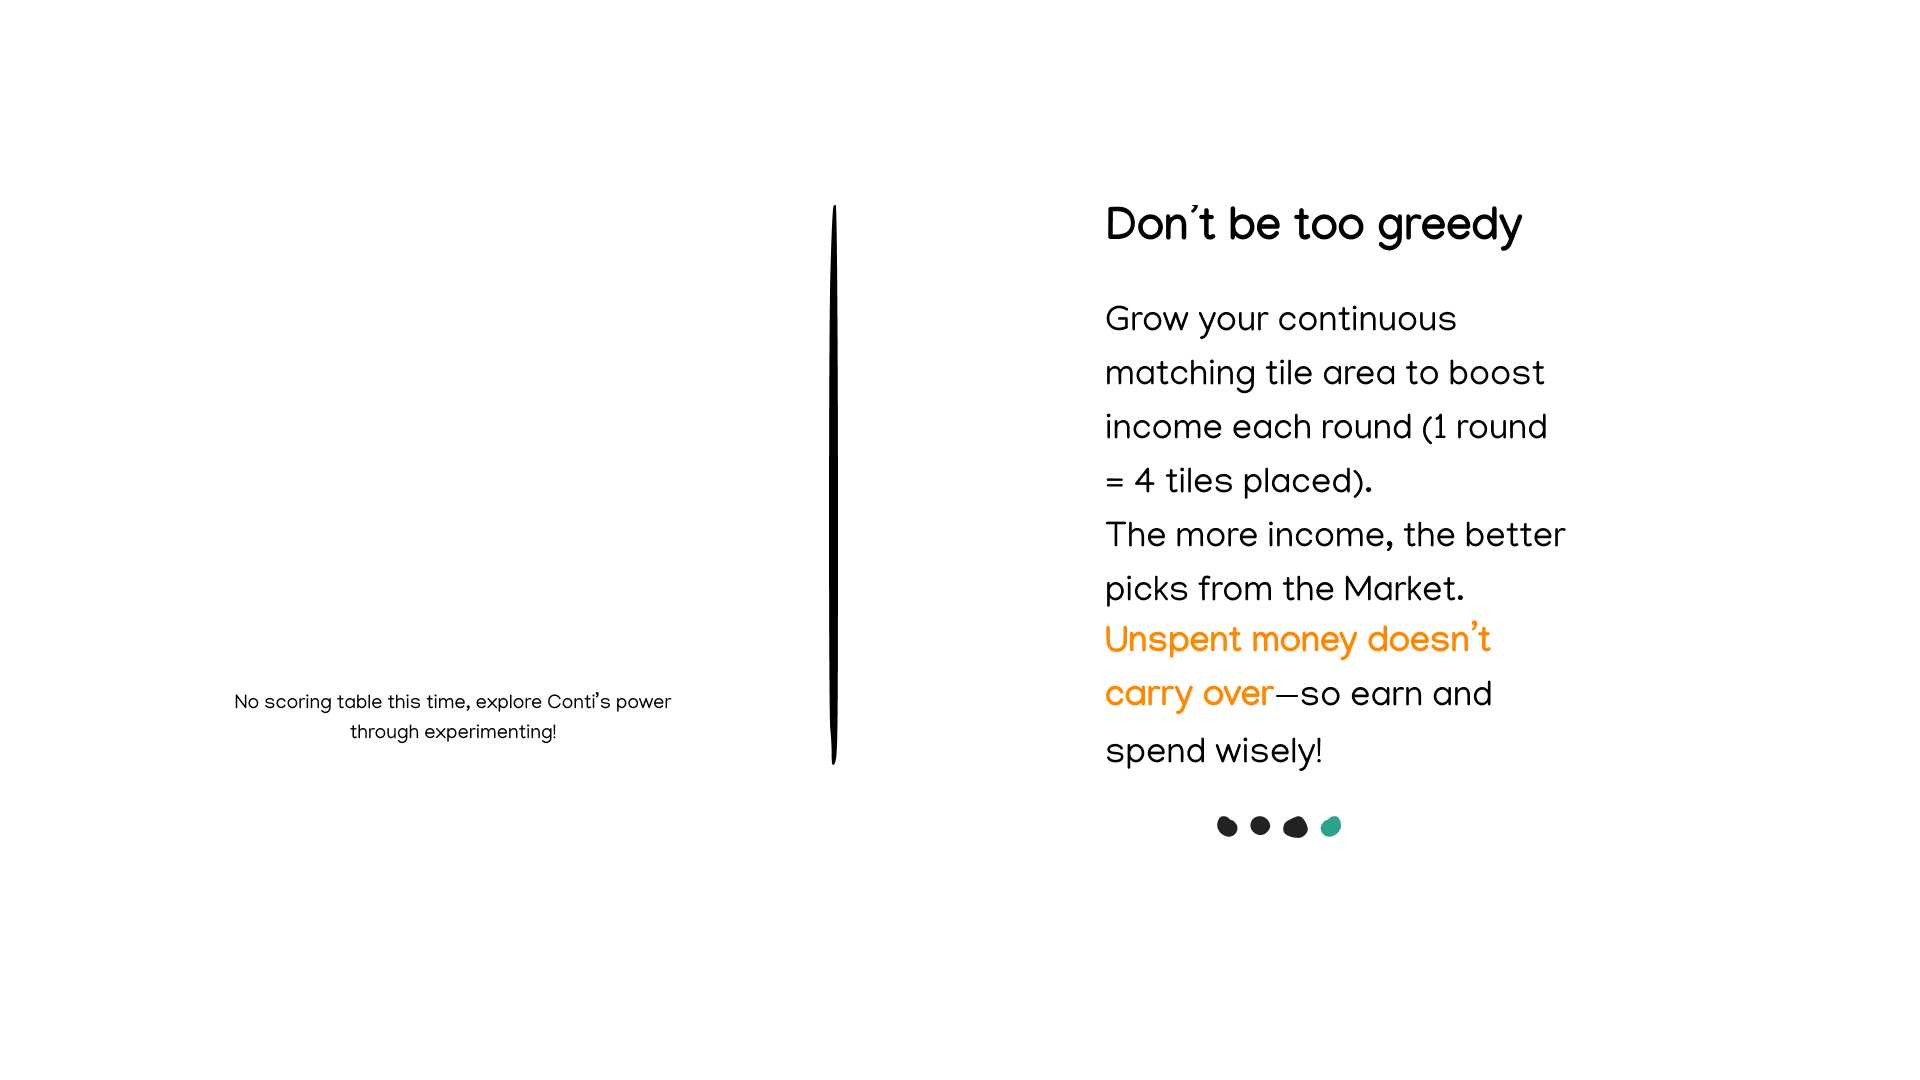 No scoring table this time, explore Conti's power
through experimenting!
Don't be too greedy
Grow your continuous
matching tile area to boost
income each round (1 round
= 4 tiles placed).
The more income, the better
picks from the Market.
Unspent money doesn't
carry over—so earn and
spend wisely!